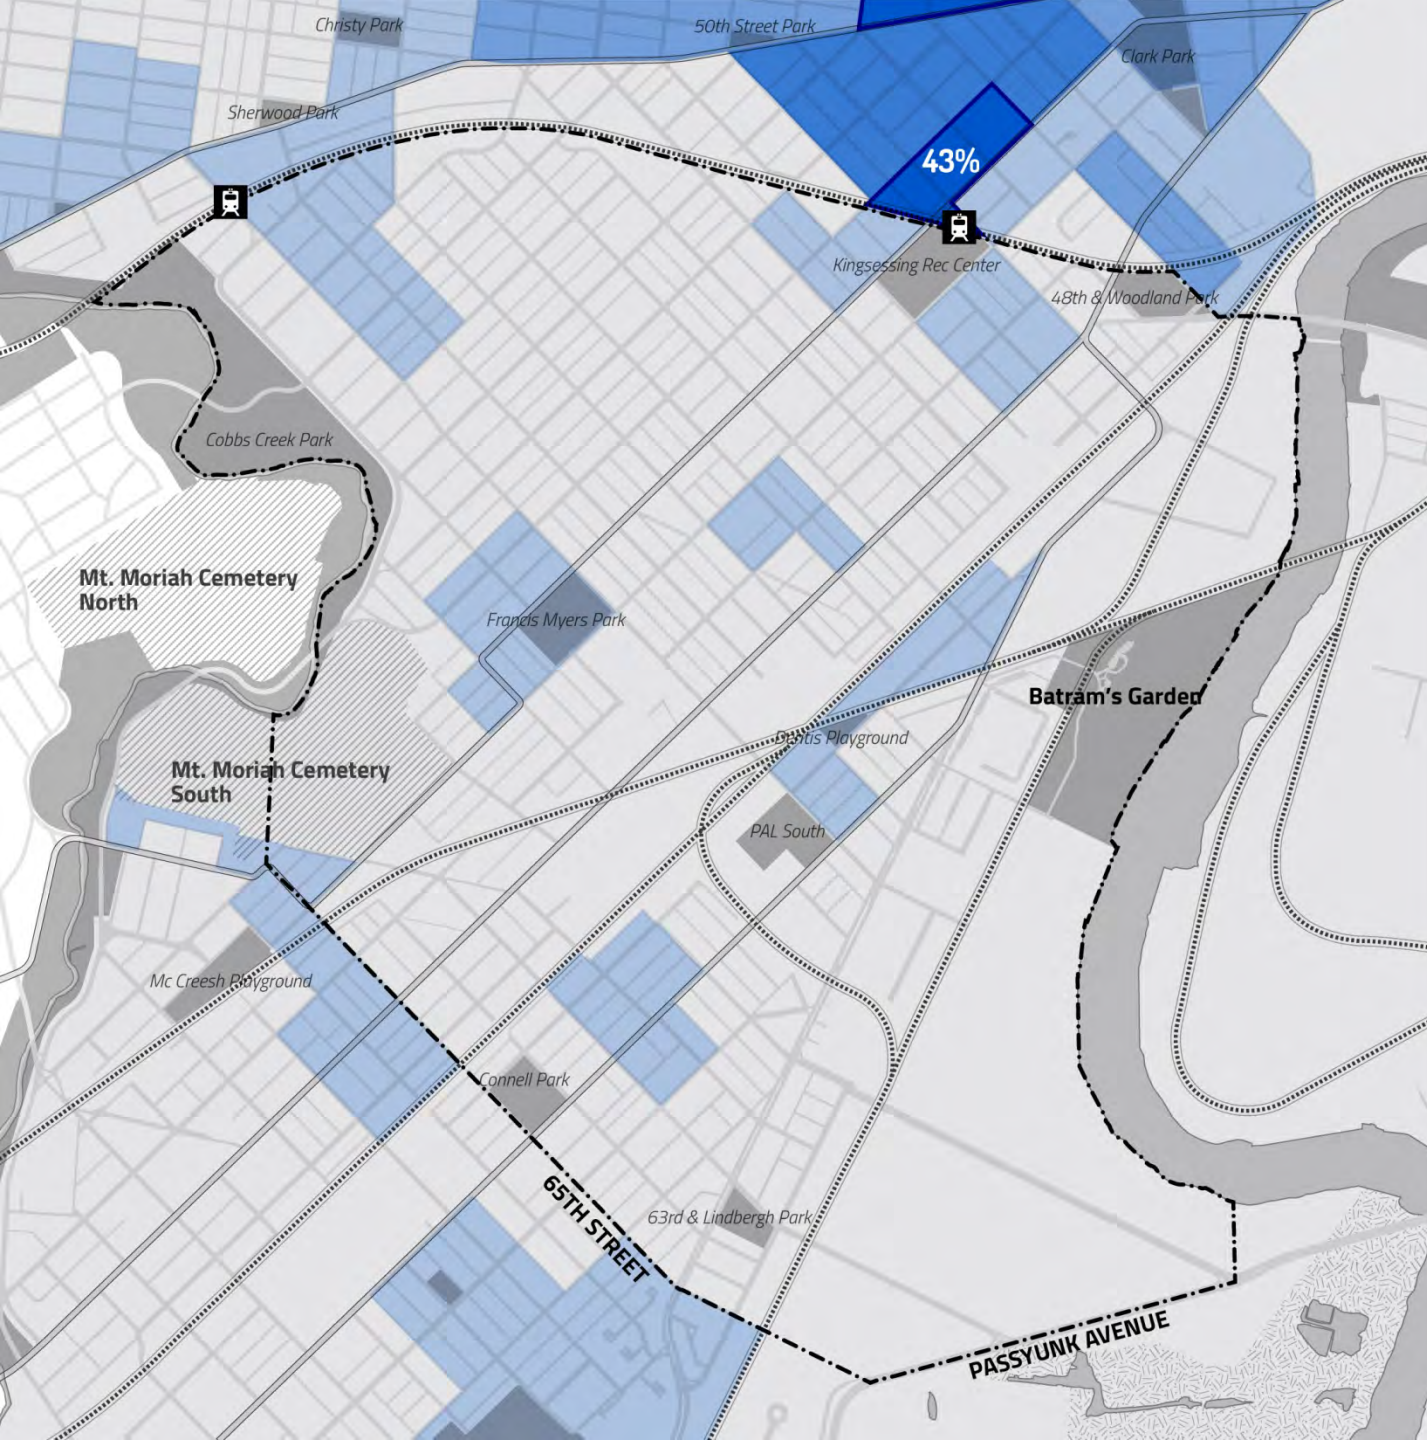 Christy Park
50th Street Park
Clark Park
Sherwood Park
43%
Kingsessing Rec Center
48th & Woodland Park
Cobbs Creek Park
Mt. Moriah Cemetery
North
Francis Myers Park
Batram's Garden
Dentis Playground
Mt. Moriah Cemetery
South
PAL South
Mc Creesh Playground
Connell Park
65TH STREET
63rd & Lindbergh Park
PASSYUNK AVENUE